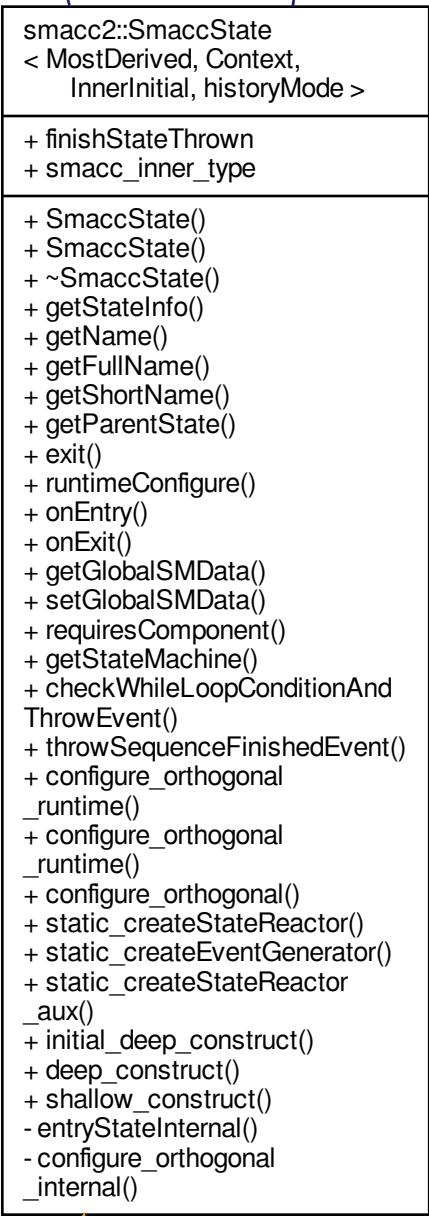 smacc2::SmaccState
< MostDerived, Context,
InnerInitial, historyMode >
+ finishStateThrown
+ smacc_inner_type
+ SmaccState()
+ SmaccState()
+ ~SmaccState()
+ getStateInfo()
+ getName()
+ getFullName()
+ getShortName()
+ getParentState()
+ exit()
+ runtimeConfigure()
+ onEntry()
+ onExit()
+ getGlobalSMData()
+ setGlobalSMData()
+ requiresComponent()
+ getStateMachine()
+ checkWhileLoopConditionAnd
ThrowEvent()
+ throwSequenceFinishedEvent()
+ configure_orthogonal
_runtime()
+ configure_orthogonal
_runtime()
+ configure_orthogonal()
+ static_createStateReactor()
+ static_createEventGenerator()
+ static_createStateReactor
_aux()
+ initial_deep_construct()
+ deep_construct()
+ shallow_construct()
- entryStateInternal()
- configure_orthogonal
_internal()